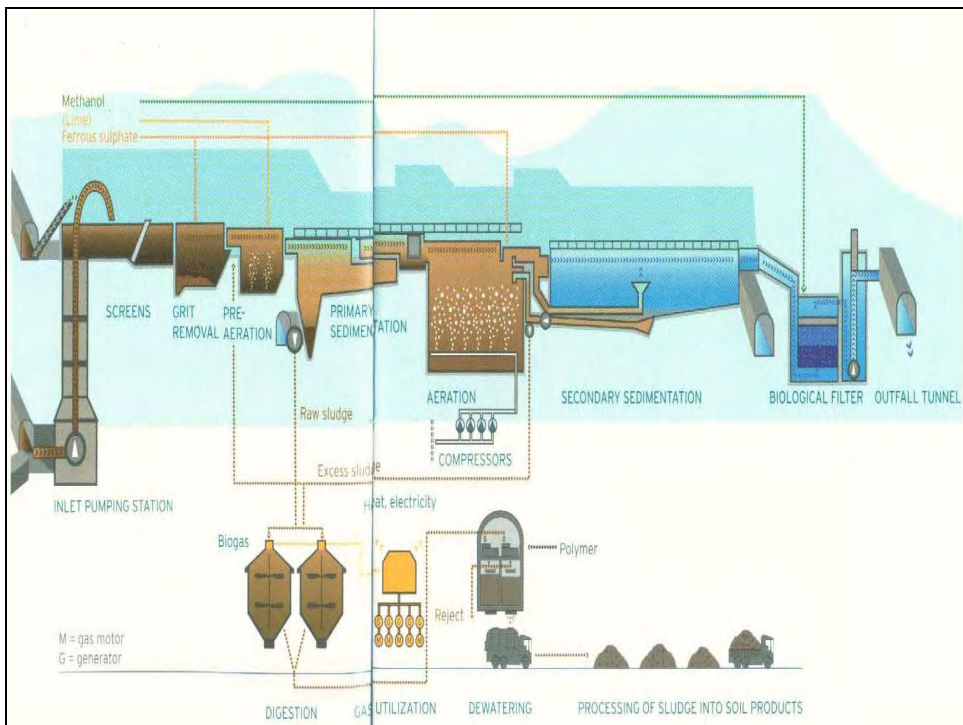 Methanol
(Lime)
Ferrous sulphate
SCREENS
GRIT
REMOVAL
PRE-
AERATION
PRIMARY
SEDIMENTATION
AERATION
SECONDARY SEDIMENTATION
BIOLOGICAL FILTER
OUTFALL TUNNEL
Raw sludge
COMPRESSORS
Excess sludge
INLET PUMPING STATION
Heat, electricity
Biogas
Polymer
Reject
G G G G G
M M M M M
M = gas motor
G = generator
DIGESTION
GAS UTILIZATION
DEWATERING
PROCESSING OF SLUDGE INTO SOIL PRODUCTS